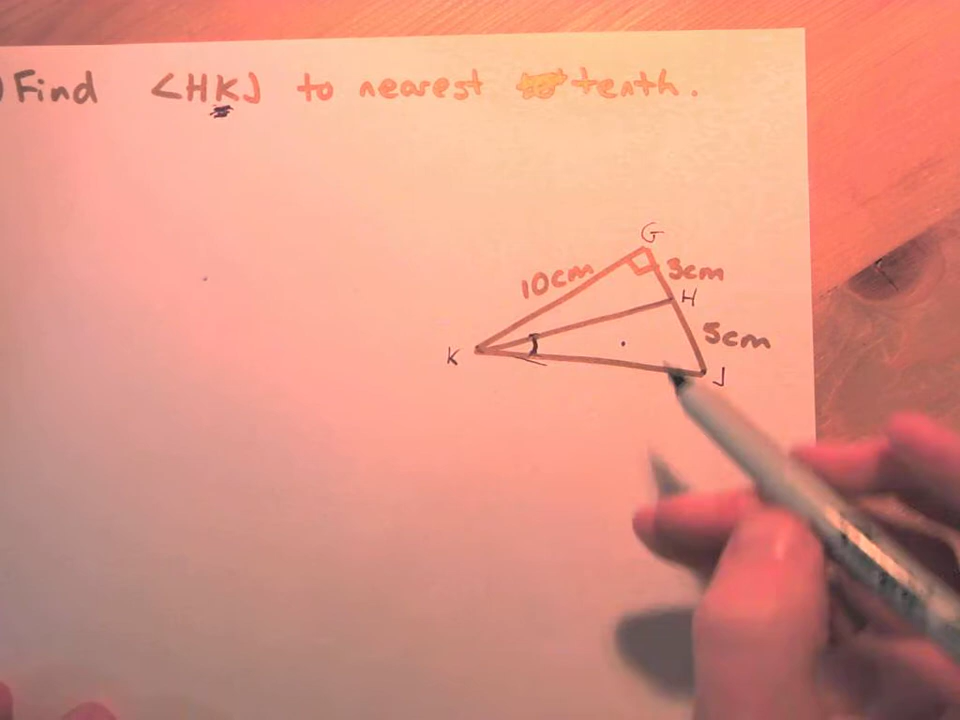 ) Find <HKJ to nearest tenth.
G
10cm
3cm
H
5cm
K
J